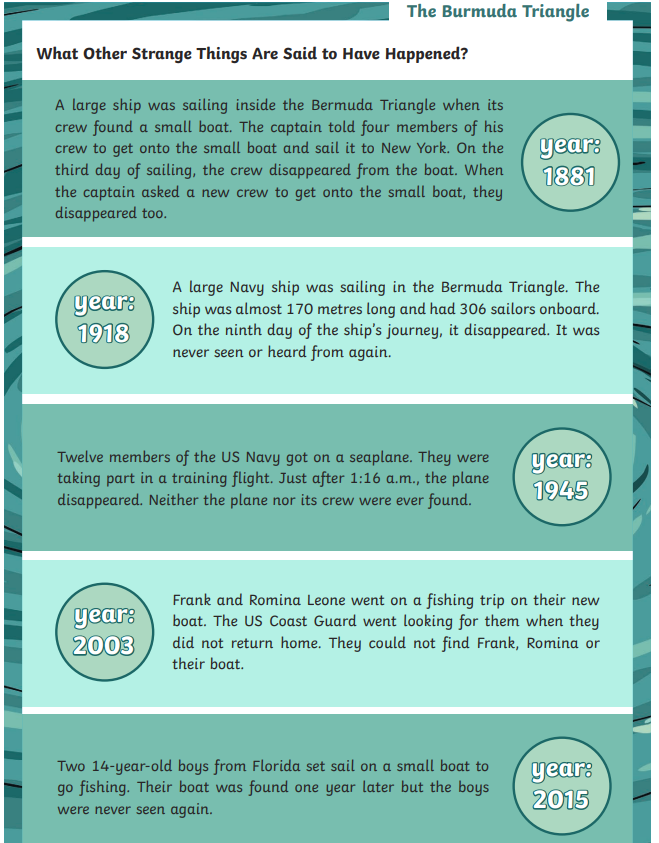 The Burmuda Triangle
What Other Strange Things Are Said to Have Happened?
A large ship was sailing inside the Bermuda Triangle when its
crew found a small boat. The captain told four members of his
crew to get onto the small boat and sail it to New York. On the
third day of sailing, the crew disappeared from the boat. When
the captain asked a new crew to get onto the small boat, they
disappeared too.
year:
1881
year:
1918
A large Navy ship was sailing in the Bermuda Triangle. The
ship was almost 170 metres long and had 306 sailors onboard.
On the ninth day of the ship's journey, it disappeared. It was
never seen or heard from again.
Twelve members of the US Navy got on a seaplane. They were
taking part in a training flight. Just after 1:16 a.m., the plane
disappeared. Neither the plane nor its crew were ever found.
year:
1945
year:
2003
Frank and Romina Leone went on a fishing trip on their new
boat. The US Coast Guard went looking for them when they
did not return home. They could not find Frank, Romina or
their boat.
Two 14-year-old boys from Florida set sail on a small boat to
go fishing. Their boat was found one year later but the boys
were never seen again.
year:
2015